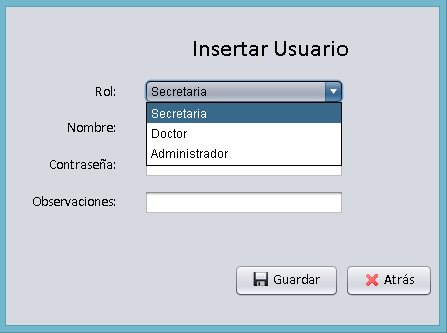 Insertar Usuario
Rol: Secretaria
Secretaria
Nombre:
Doctor
Administrador
Contraseña:
Observaciones:
Guardar Atrás